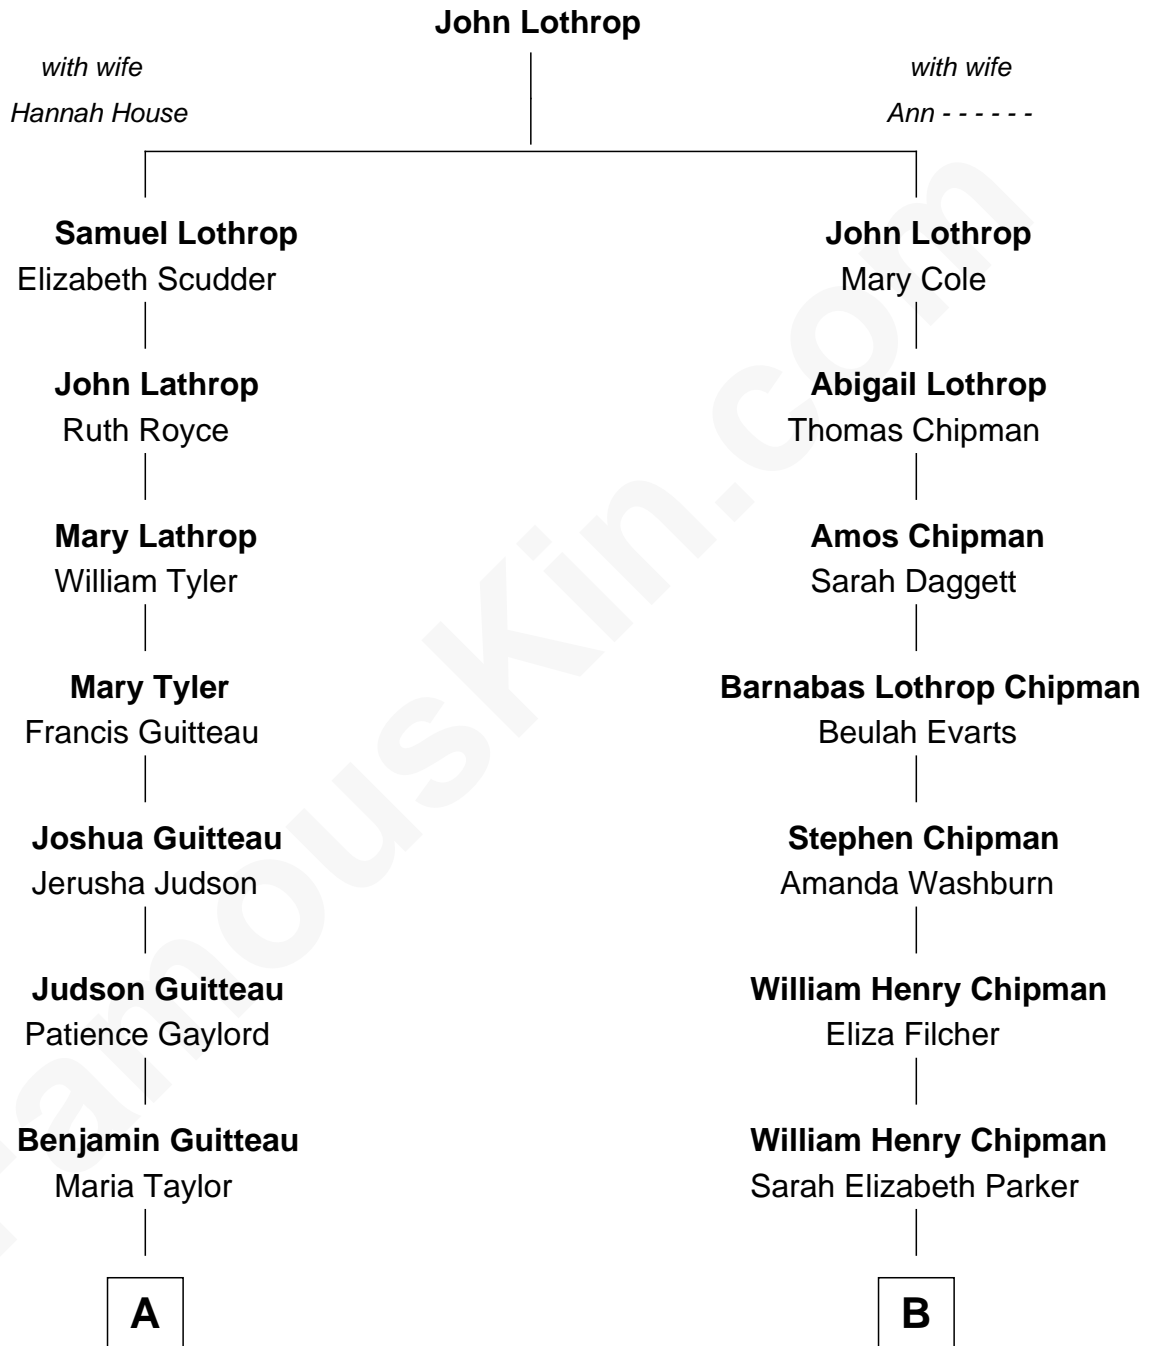 John Lothrop
with wife
Hannah House
with wife
Ann - - - - - -
Samuel Lothrop
Elizabeth Scudder
John Lothrop
Mary Cole
John Lathrop
Ruth Royce
Abigail Lothrop
Thomas Chipman
Mary Lathrop
William Tyler
Amos Chipman
Sarah Daggett
Mary Tyler
Francis Guitteau
Barnabas Lothrop Chipman
Beulah Evarts
Joshua Guitteau
Jerusha Judson
Stephen Chipman
Amanda Washburn
Judson Guitteau
Patience Gaylord
William Henry Chipman
Eliza Filcher
Benjamin Guitteau
Maria Taylor
William Henry Chipman
Sarah Elizabeth Parker
A
B
FamousKin.com